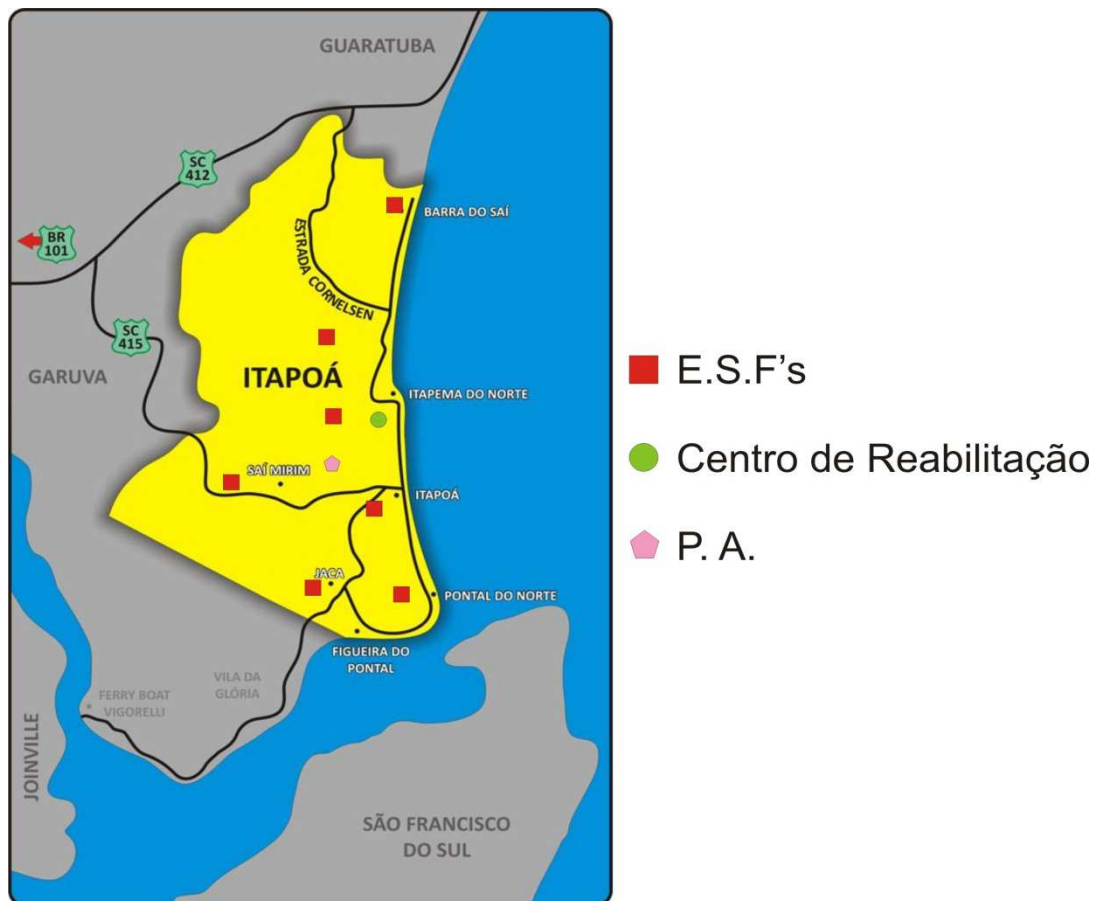 GUARATUBA
SC
412
BARRA DO SAÍ
BR
101
ESTRADA CORNELSEN
SC
415
GARUVA
ITAPOÁ
ITAPEMA DO NORTE
SAÍ MIRIM
ITAPOÁ
JACA
PONTAL DO NORTE
FIGUEIRA DO
PONTAL
VILA DA
GLÓRIA
FERRY BOAT
VIGORELLI
JOINVILLE
SÃO FRANCISCO
DO SUL
E.S.F’s
Centro de Reabilitação
P. A.